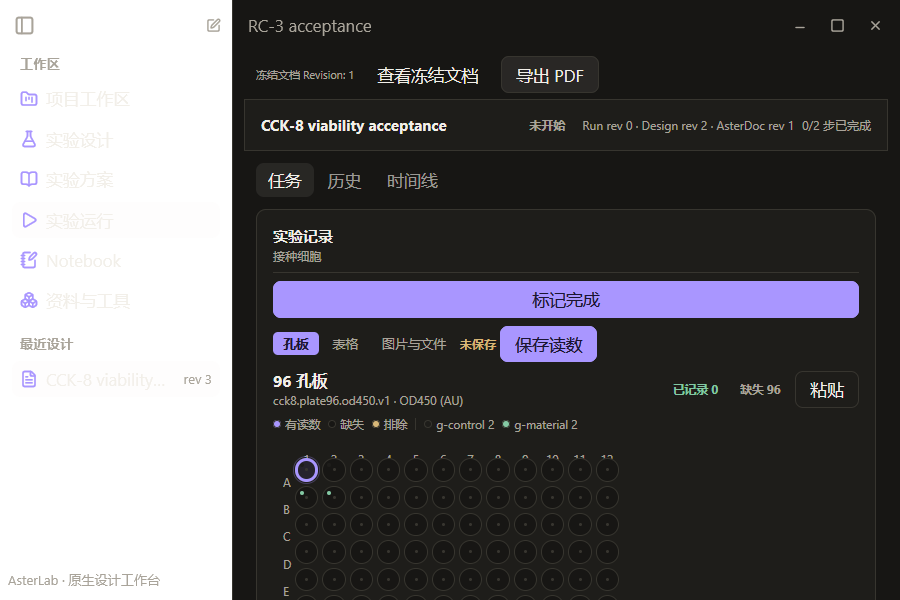 RC-3 acceptance
工作区
项目工作区
实验设计
实验方案
实验运行
Notebook
资料与工具
最近设计
CCK-8 viability... rev 3
AsterLab · 原生设计工作台
冻结文档 Revision: 1 查看冻结文档 导出 PDF
CCK-8 viability acceptance 未开始 Run rev 0 · Design rev 2 · AsterDoc rev 1 0/2 步已完成
任务 历史 时间线
实验记录
接种细胞
标记完成
孔板 表格 图片与文件 未保存 保存读数
96 孔板
cck8.plate96.od450.v1 · OD450 (AU)
已记录 0 缺失 96 粘贴
有读数 缺失 排除 g-control 2 g-material 2
1 2 3 4 5 6 7 8 9 10 11 12
A
B
C
D
E